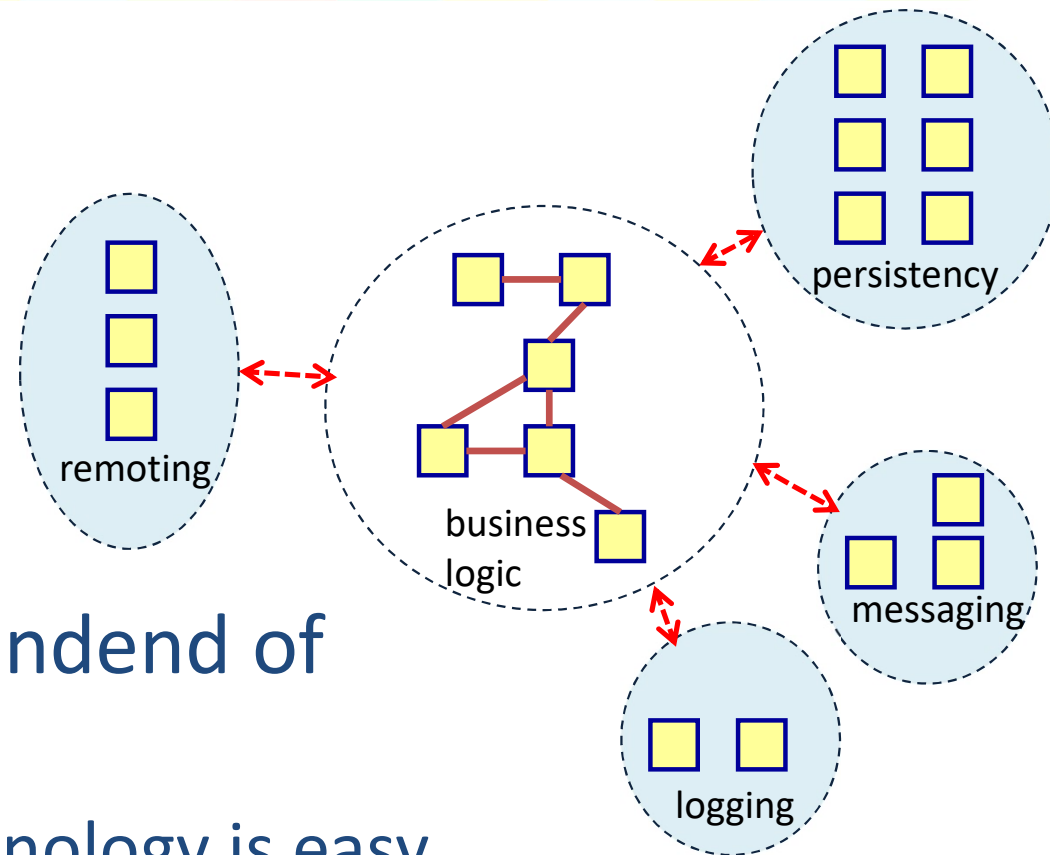 persistency
remoting
business
logic
messaging
ndend of
logging
nology is easy